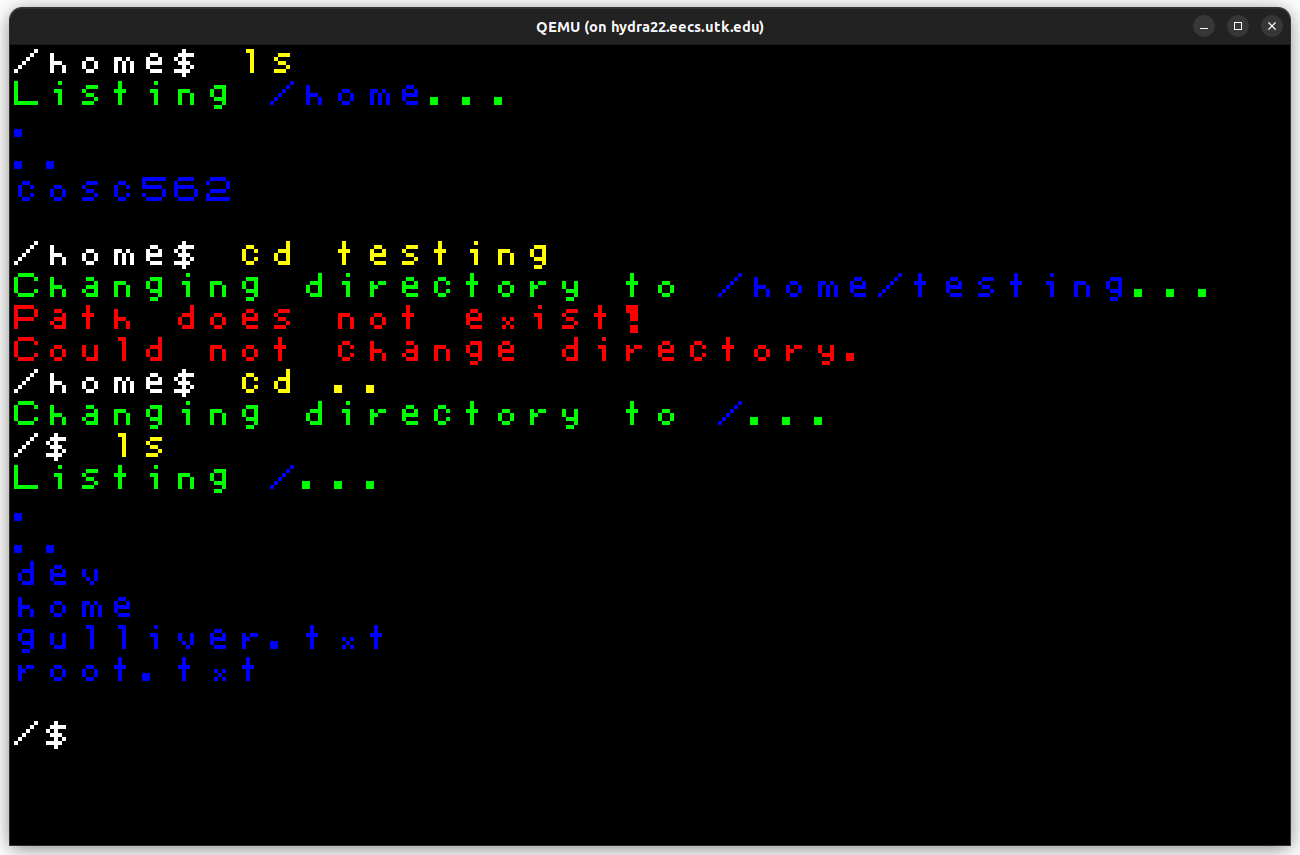 QEMU (on hydra22.eecs.utk.edu)
/home$ ls
Listing /home...
.
..
cosc562
/home$ cd testing
Changing directory to /home/testing...
Path does not exist!
Could not change directory.
/home$ cd ..
Changing directory to /...
/$ ls
Listing /...
.
..
dev
home
gulliver.txt
root.txt
/$